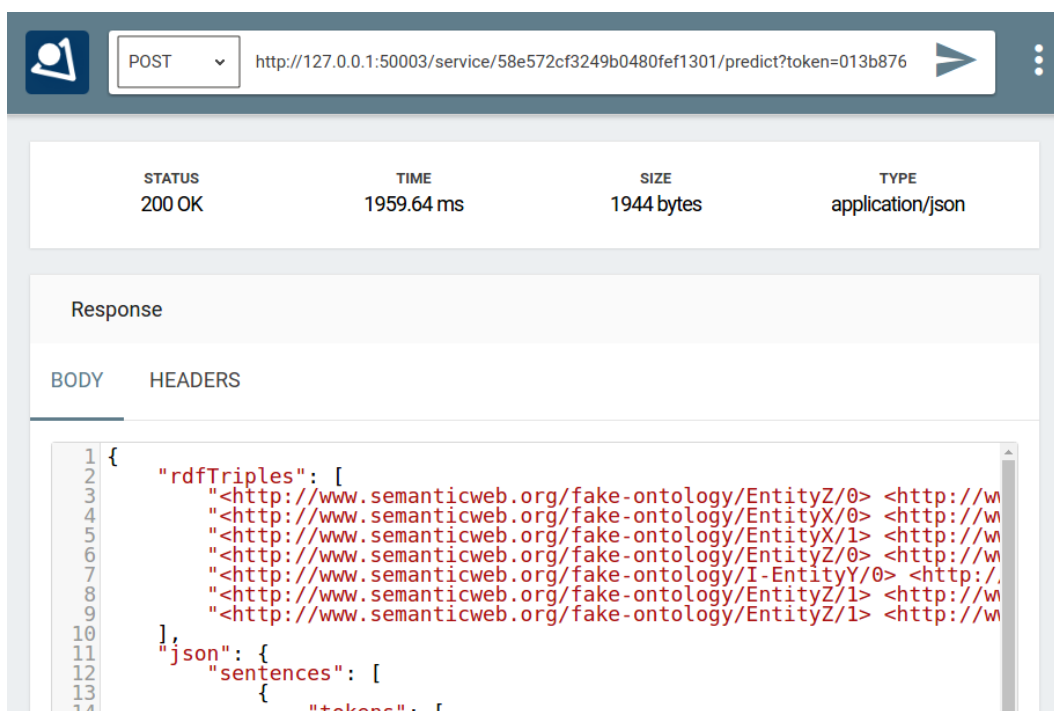 POST http://127.0.0.1:50003/service/58e572cf3249b0480fef1301/predict?token=013b876
STATUS TIME SIZE TYPE
200 OK 1959.64 ms 1944 bytes application/json
Response
BODY HEADERS
1 {
2 "rdfTriples": [
3 "<http://www.semanticweb.org/fake-ontology/EntityZ/0> <http://w
4 "<http://www.semanticweb.org/fake-ontology/EntityX/0> <http://w
5 "<http://www.semanticweb.org/fake-ontology/EntityX/1> <http://w
6 "<http://www.semanticweb.org/fake-ontology/EntityZ/0> <http://w
7 "<http://www.semanticweb.org/fake-ontology/I-EntityY/0> <http:/
8 "<http://www.semanticweb.org/fake-ontology/EntityZ/1> <http://w
9 "<http://www.semanticweb.org/fake-ontology/EntityZ/1> <http://w
10 ],
11 "json": {
12 "sentences": [
13 {
14 "tokens": [